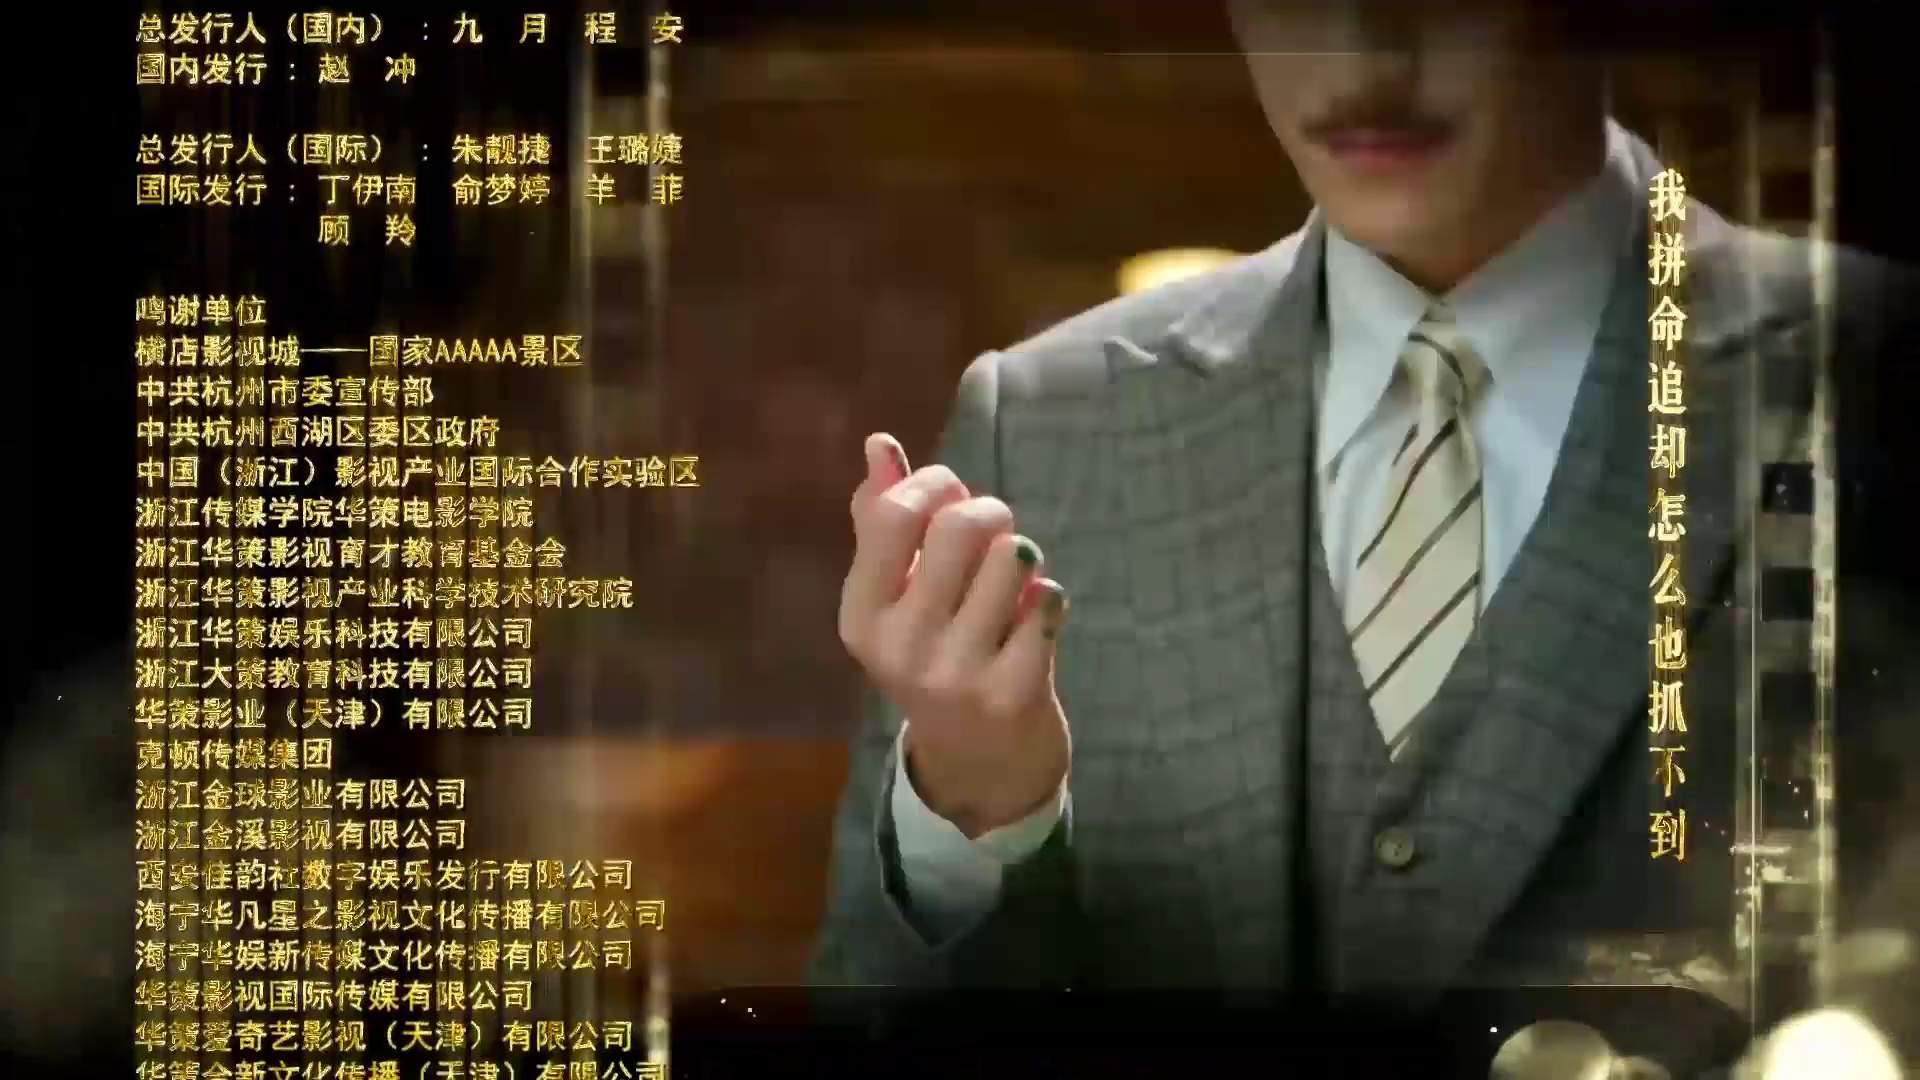 总发行人（国内）：九 月 程 安
国内发行：赵 冲
总发行人（国际）：朱靓捷 王璐婕
国际发行：丁伊南 俞梦婷 羊 菲
顾 羚
鸣谢单位
横店影视城——国家AAAAA景区
中共杭州市委宣传部
中共杭州西湖区委区政府
中国（浙江）影视产业国际合作实验区
浙江传媒学院华策电影学院
浙江华策影视育才教育基金会
浙江华策影视产业科学技术研究院
浙江华策娱乐科技有限公司
浙江大策教育科技有限公司
华策影业（天津）有限公司
克顿传媒集团
浙江金球影业有限公司
浙江金溪影视有限公司
西安佳韵社数字娱乐发行有限公司
海宁华凡星之影视文化传播有限公司
海宁华娱新传媒文化传播有限公司
华策影视国际传媒有限公司
华策爱奇艺影视（天津）有限公司
华策合新文化传播（天津）有限公司
我拼命追却怎么也抓不到